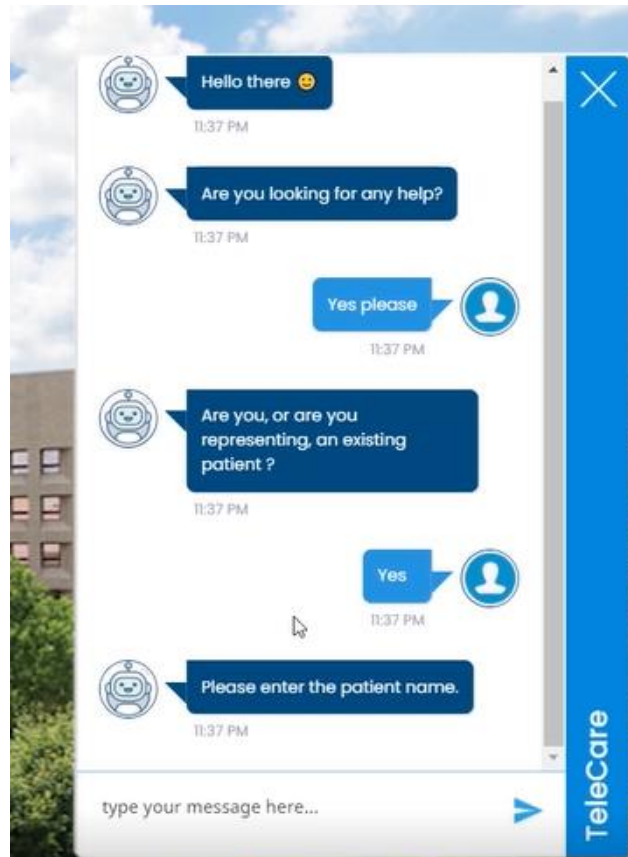 Hello there 😊
11:37 PM
Are you looking for any help?
11:37 PM
Yes please
11:37 PM
Are you, or are you
representing, an existing
patient ?
11:37 PM
Yes
11:37 PM
Please enter the patient name.
11:37 PM
type your message here...
TeleCare